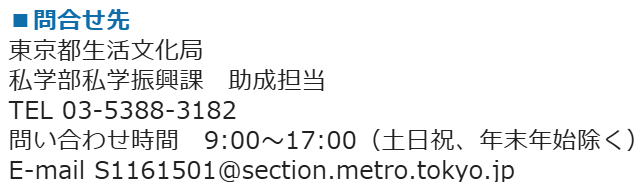 ■問合せ先
東京都生活文化局
私学部私学振興課　助成担当
TEL 03-5388-3182
問い合わせ時間　9:00～17:00（土日祝、年末年始除く）
E-mail S1161501@section.metro.tokyo.jp